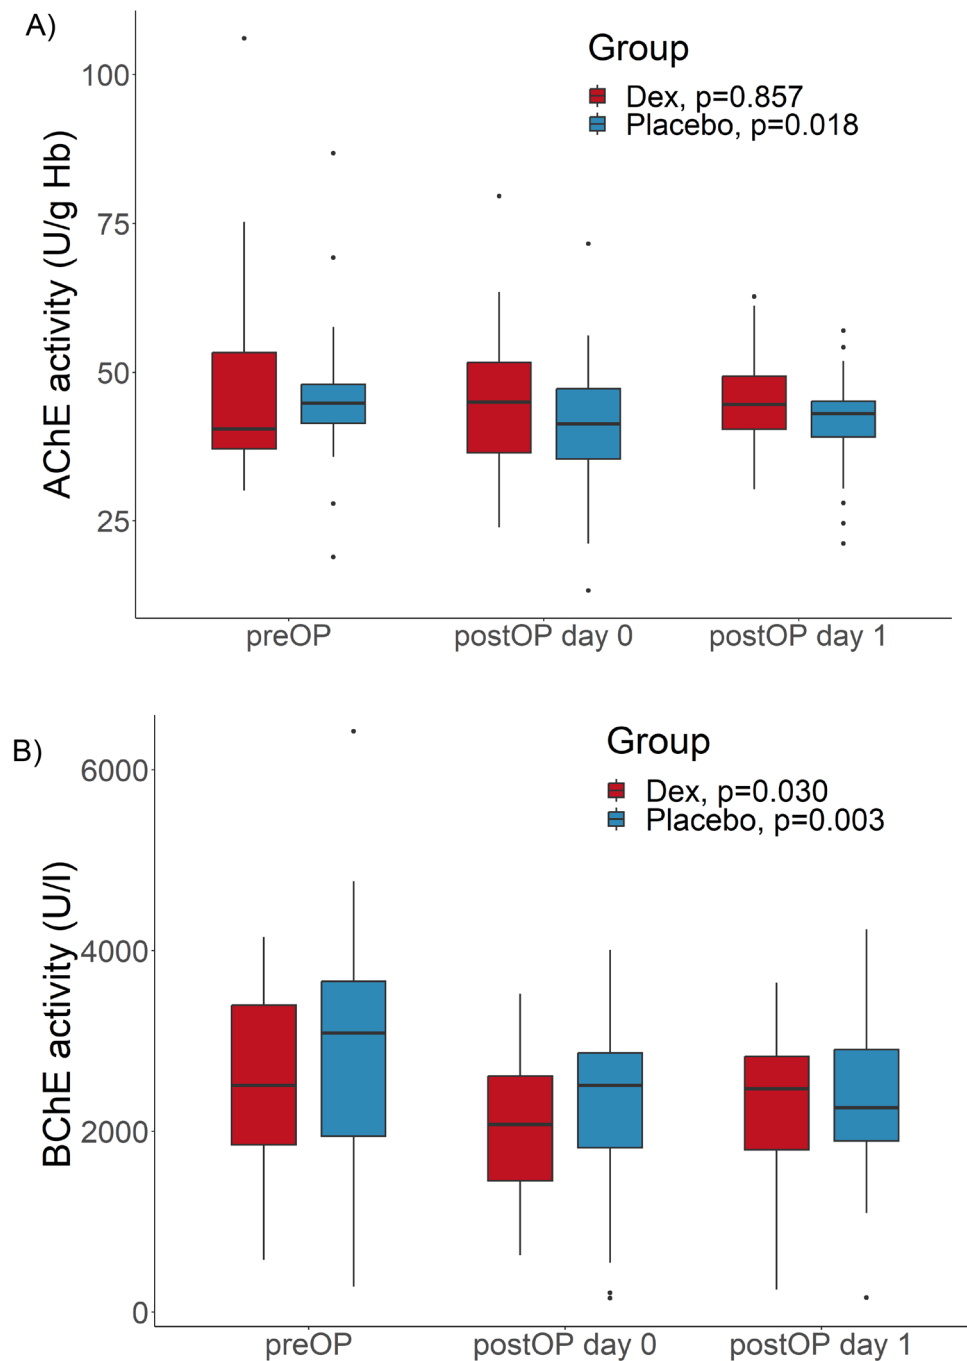 A)
Group
Dex, p=0.857
Placebo, p=0.018
AChE activity (U/g Hb)
100
75
50
25
preOP postOP day 0 postOP day 1
B)
Group
Dex, p=0.030
Placebo, p=0.003
BChE activity (U/l)
6000
4000
2000
0
preOP postOP day 0 postOP day 1